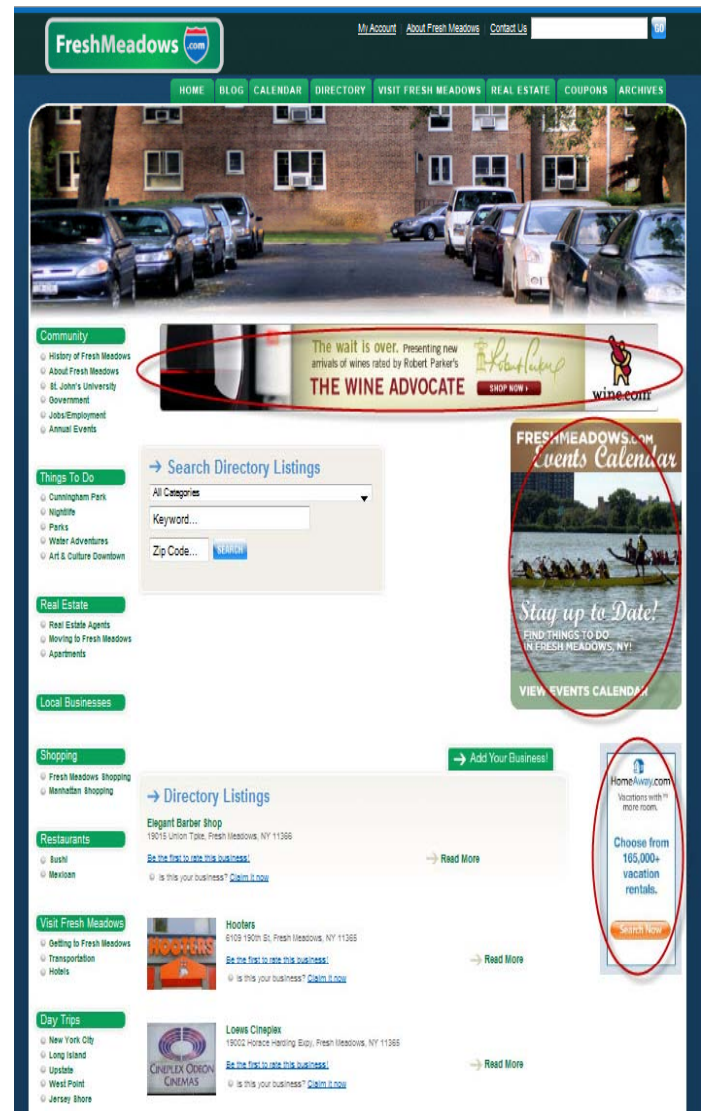 FreshMeadows .com
My Account | About Fresh Meadows | Contact Us
GO
HOME BLOG CALENDAR DIRECTORY VISIT FRESH MEADOWS REAL ESTATE COUPONS ARCHIVES
Community
History of Fresh Meadows
About Fresh Meadows
St. John's University
Government
Jobs/Employment
Annual Events
The wait is over. Presenting new
arrivals of wines rated by Robert Parker's
THE WINE ADVOCATE
SHOP NOW
Robert Parker
wine.com
FRESHMEADOWS.COM
Events Calendar
Stay up to Date!
FIND THINGS TO DO
IN FRESH MEADOWS, NY!
VIEW EVENTS CALENDAR
→ Search Directory Listings
All Categories
Keyword...
Zip Code... SEARCH
Things To Do
Cunningham Park
Nightlife
Parks
Water Adventures
Art & Culture Downtown
Real Estate
Real Estate Agents
Moving to Fresh Meadows
Apartments
Local Businesses
Shopping
Fresh Meadows Shopping
Manhattan Shopping
Restaurants
Sushi
Mexican
Visit Fresh Meadows
Getting to Fresh Meadows
Transportation
Hotels
Day Trips
New York City
Long Island
Upstate
West Point
Jersey Shore
→ Add Your Business!
→ Directory Listings
Elegant Barber Shop
19015 Union Tpke, Fresh Meadows, NY 11366
Be the first to rate this business!
→ Read More
Is this your business? Claim it now
HOOTERS
Hooters
6109 190th St, Fresh Meadows, NY 11365
Be the first to rate this business!
→ Read More
Is this your business? Claim it now
CINEPLEX ODEON
CINEMAS
Loews Cineplex
19002 Horace Harding Expy, Fresh Meadows, NY 11365
Be the first to rate this business!
→ Read More
Is this your business? Claim it now
HomeAway.com
Vacations with
more room.
Choose from
165,000+
vacation
rentals.
Search Now